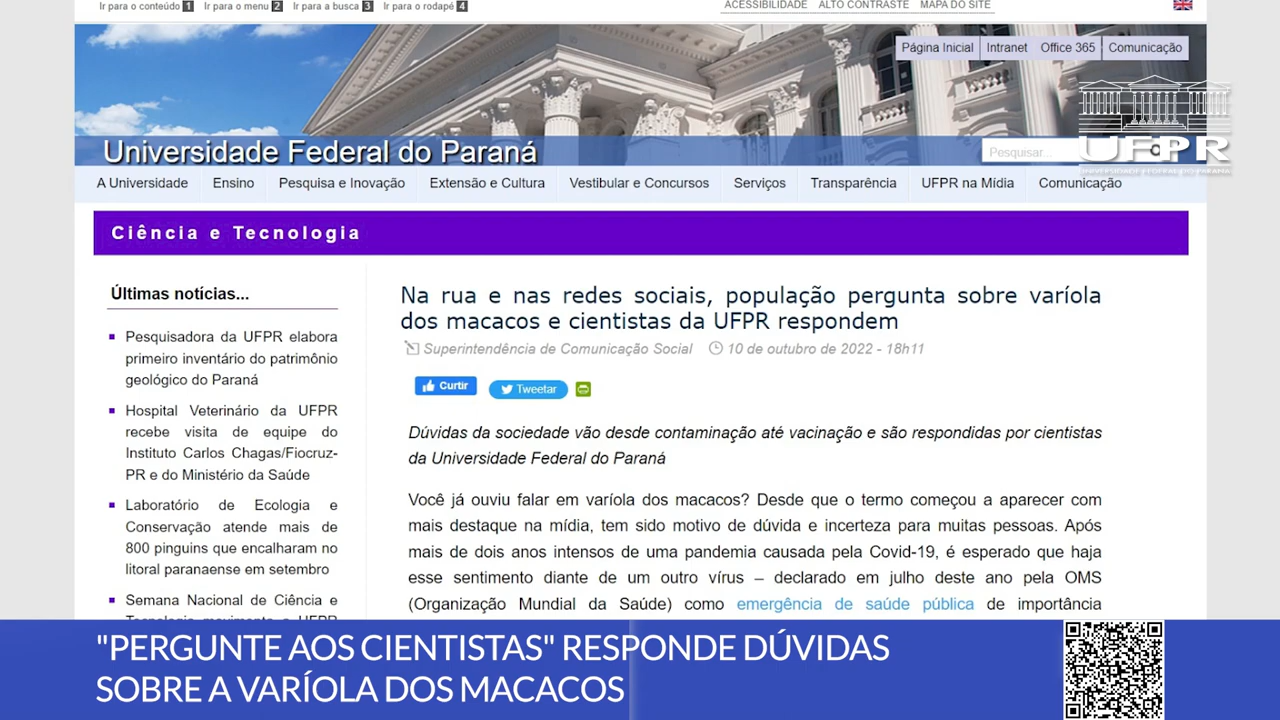 Ir para o conteúdo 1 Ir para o menu 2 Ir para a busca 3 Ir para o rodapé 4
ACESSIBILIDADE ALTO CONTRASTE MAPA DO SITE
Página Inicial Intranet Office 365 Comunicação
UFPR
UNIVERSIDADE FEDERAL DO PARANÁ
Universidade Federal do Paraná
Pesquisar...
A Universidade Ensino Pesquisa e Inovação Extensão e Cultura Vestibular e Concursos Serviços Transparência UFPR na Mídia Comunicação
Ciência e Tecnologia
Últimas notícias...
Pesquisadora da UFPR elabora
primeiro inventário do patrimônio
geológico do Paraná
Hospital Veterinário da UFPR
recebe visita de equipe do
Instituto Carlos Chagas/Fiocruz-
PR e do Ministério da Saúde
Laboratório de Ecologia e
Conservação atende mais de
800 pinguins que encalharam no
litoral paranaense em setembro
Semana Nacional de Ciência e
Na rua e nas redes sociais, população pergunta sobre varíola
dos macacos e cientistas da UFPR respondem
Superintendência de Comunicação Social 10 de outubro de 2022 - 18h11
Curtir Tweetar
Dúvidas da sociedade vão desde contaminação até vacinação e são respondidas por cientistas
da Universidade Federal do Paraná
Você já ouviu falar em varíola dos macacos? Desde que o termo começou a aparecer com
mais destaque na mídia, tem sido motivo de dúvida e incerteza para muitas pessoas. Após
mais de dois anos intensos de uma pandemia causada pela Covid-19, é esperado que haja
esse sentimento diante de um outro vírus – declarado em julho deste ano pela OMS
(Organização Mundial da Saúde) como emergência de saúde pública de importância
"PERGUNTE AOS CIENTISTAS" RESPONDE DÚVIDAS
SOBRE A VARÍOLA DOS MACACOS